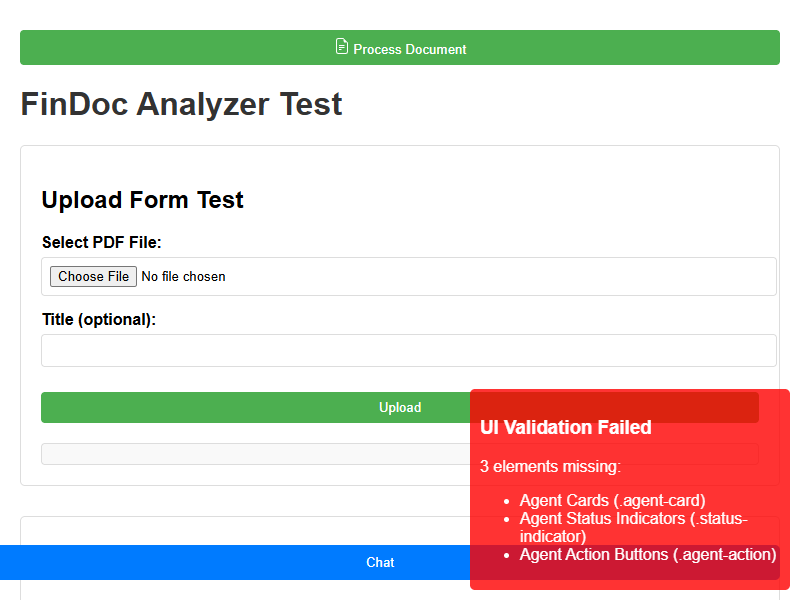 Process Document
FinDoc Analyzer Test
Upload Form Test
Select PDF File:
Choose File No file chosen
Title (optional):
Upload
UI Validation Failed
3 elements missing:
Agent Cards (.agent-card)
Agent Status Indicators (.status-
indicator)
Agent Action Buttons (.agent-action)
Chat